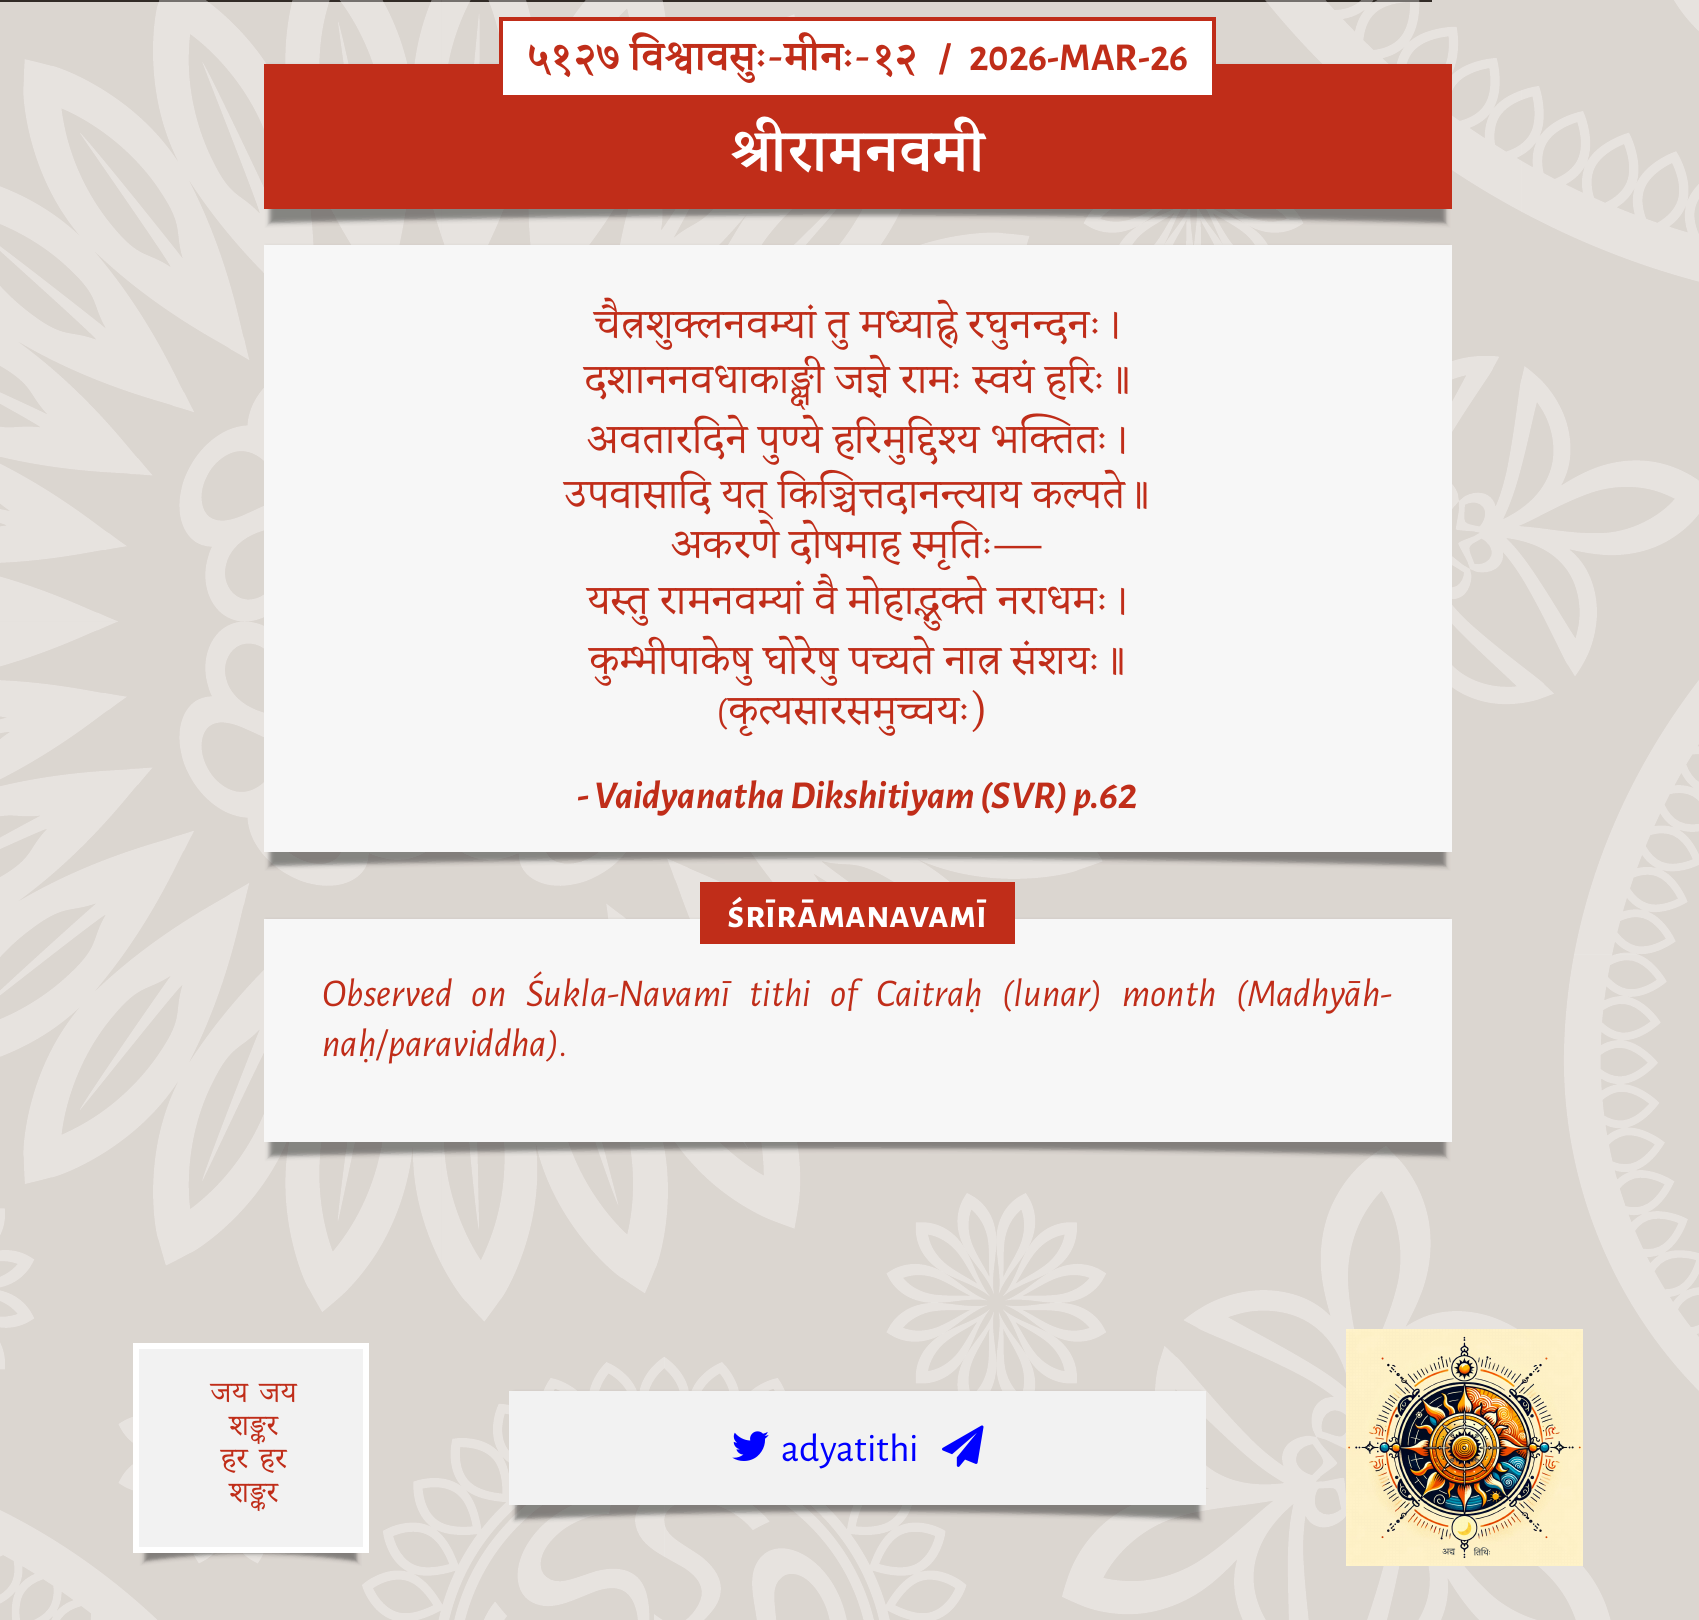 ५१२७ विश्वावसुः-मीनः-१२ / 2026-MAR-26
श्रीरामनवमी
चैत्रशुक्लनवम्यां तु मध्याह्ने रघुनन्दनः ।
दशाननवधाकाङ्क्षी जज्ञे रामः स्वयं हरिः ॥
अवतारदिने पुण्ये हरिमुद्दिश्य भक्तितः ।
उपवासादि यत् किञ्चित्तदानन्त्याय कल्पते ॥
अकरणे दोषमाह स्मृतिः—
यस्तु रामनवम्यां वै मोहाद्भुक्ते नराधमः ।
कुम्भीपाकेषु घोरेषु पच्यते नात्र संशयः ॥
(कृत्यसारसमुच्चयः)
- Vaidyanatha Dikshitiyam (SVR) p.62
ŚRĪRĀMANAVAMĪ
Observed on Śukla-Navamī tithi of Caitraḥ (lunar) month (Madhyāh-
naḥ/paraviddha).
जय जय
शङ्कर
हर हर
शङ्कर
adyatithi
अद्य तिथिः